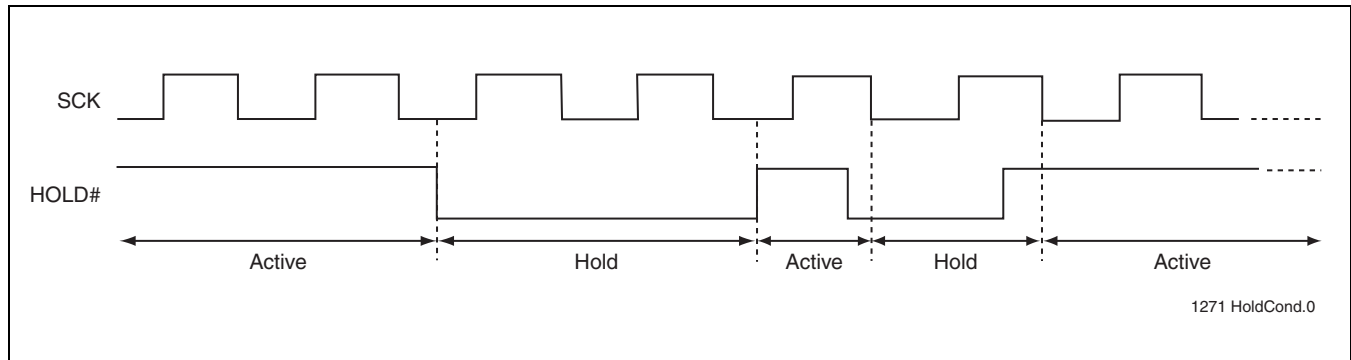 SCK
HOLD#
Active
Hold
Active
Hold
Active
1271 HoldCond.0